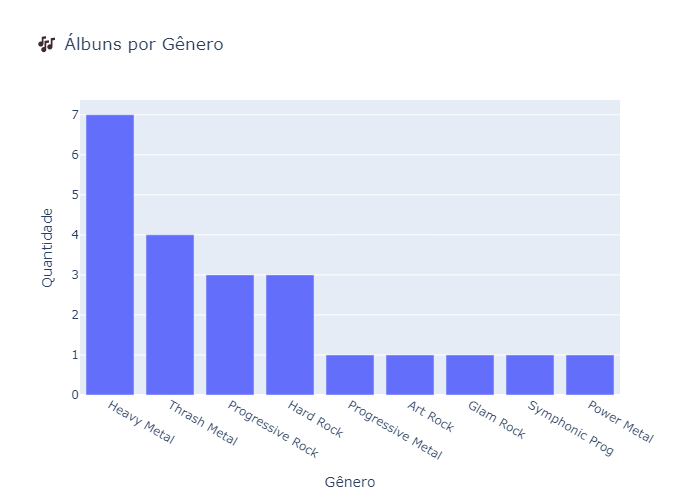 🎶 Álbuns por Gênero
7
6
5
4
3
2
1
0
Quantidade
Heavy Metal
Thrash Metal
Progressive Rock
Hard Rock
Progressive Metal
Art Rock
Glam Rock
Symphonic Prog
Power Metal
Gênero